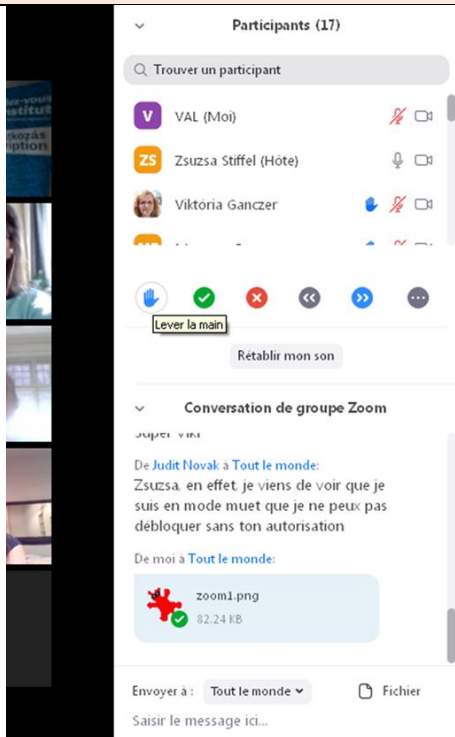 Participants (17)
Trouver un participant
V VAL (Moi)
ZS Zsuzsa Stiffel (Hôte)
Viktória Ganczer
Lever la main
Rétablir mon son
Conversation de groupe Zoom
Super Viki
De Judit Novak à Tout le monde:
Zsuzsa, en effet, je viens de voir que je
suis en mode muet que je ne peux pas
débloquer sans ton autorisation
De moi à Tout le monde:
zoom1.png
82.24 KB
Envoyer à : Tout le monde Fichier
Saisir le message ici...